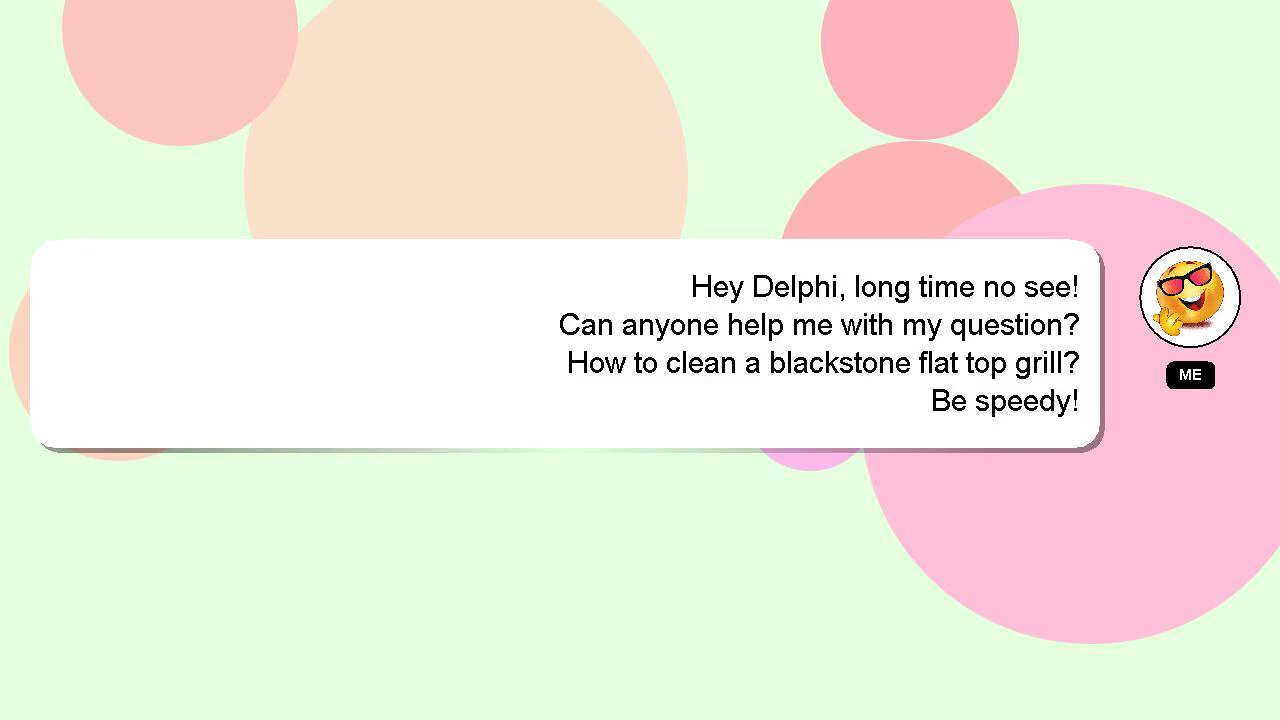 Hey Delphi, long time no see!
Can anyone help me with my question?
How to clean a blackstone flat top grill?
Be speedy!
ME